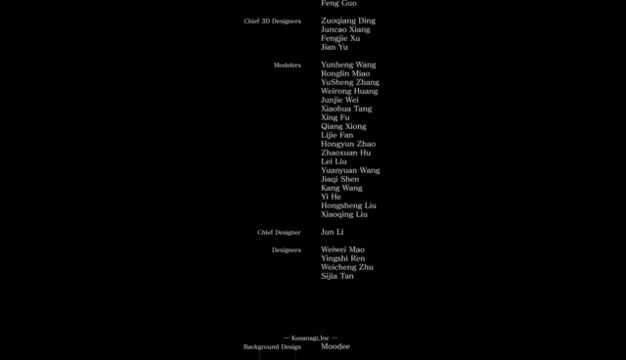 Feng Guo
Chief 3D Designers Zuoqiang Ding
Juncao Xiang
Fengjie Xu
Jian Yu
Modelers Yunheng Wang
Ronglin Miao
YuSheng Zhang
Weirong Huang
Junjie Wei
Xiaohua Tang
Xing Fu
Qiang Xiong
Lijie Fan
Hongyun Zhao
Zhaoxuan Hu
Lei Liu
Yuanyuan Wang
Jiaqi Shen
Kang Wang
Yi He
Hongsheng Liu
Xiaoqing Liu
Chief Designer Jun Li
Designers Weiwei Mao
Yingshi Ren
Weicheng Zhu
Sijia Tan
— Kusanagi,Inc —
Background Design Moodee